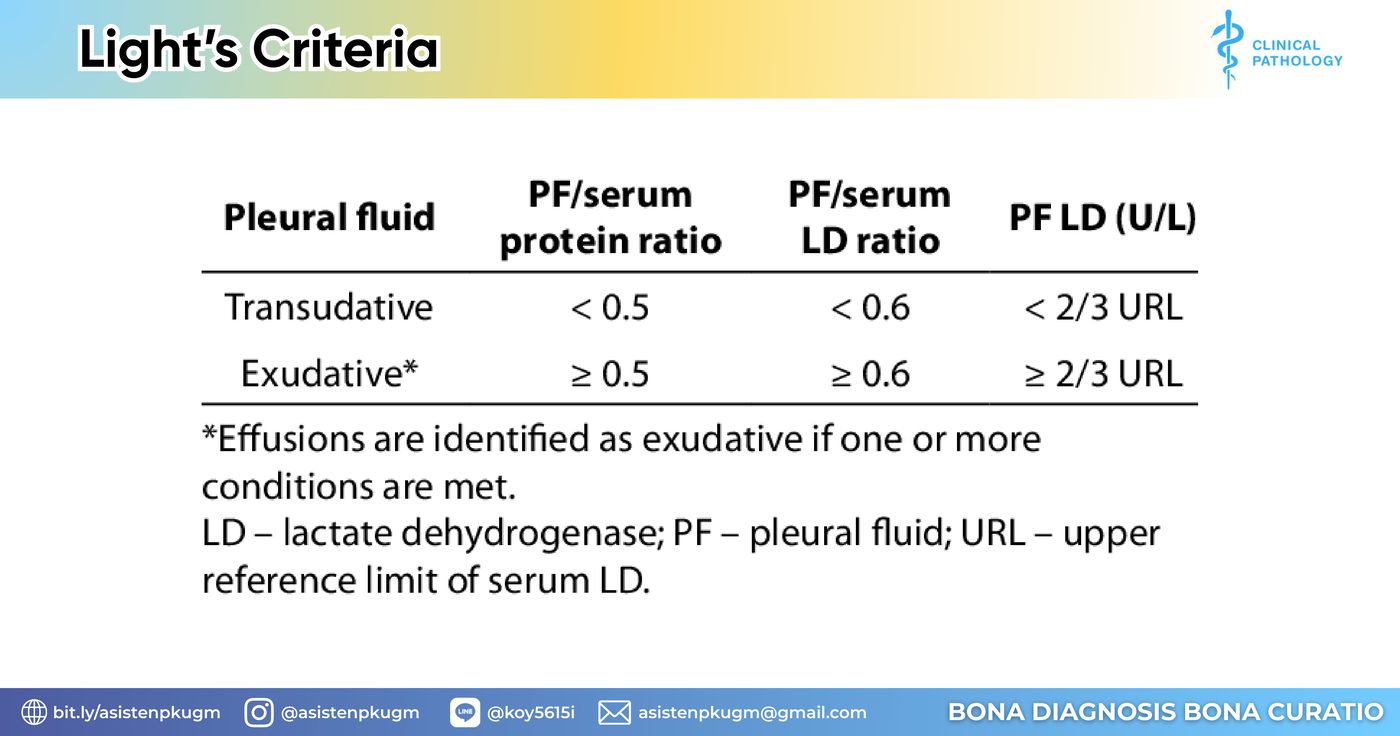 Light's Criteria
CLINICAL
PATHOLOGY
Pleural fluid PF/serum protein ratio PF/serum LD ratio PF LD (U/L)
Transudative < 0.5 < 0.6 < 2/3 URL
Exudative* ≥ 0.5 ≥ 0.6 ≥ 2/3 URL
*Effusions are identified as exudative if one or more
conditions are met.
LD – lactate dehydrogenase; PF – pleural fluid; URL – upper
reference limit of serum LD.
bit.ly/asistenpkugm @asistenpkugm LINE @koy5615i asistenpkugm@gmail.com BONA DIAGNOSIS BONA CURATIO